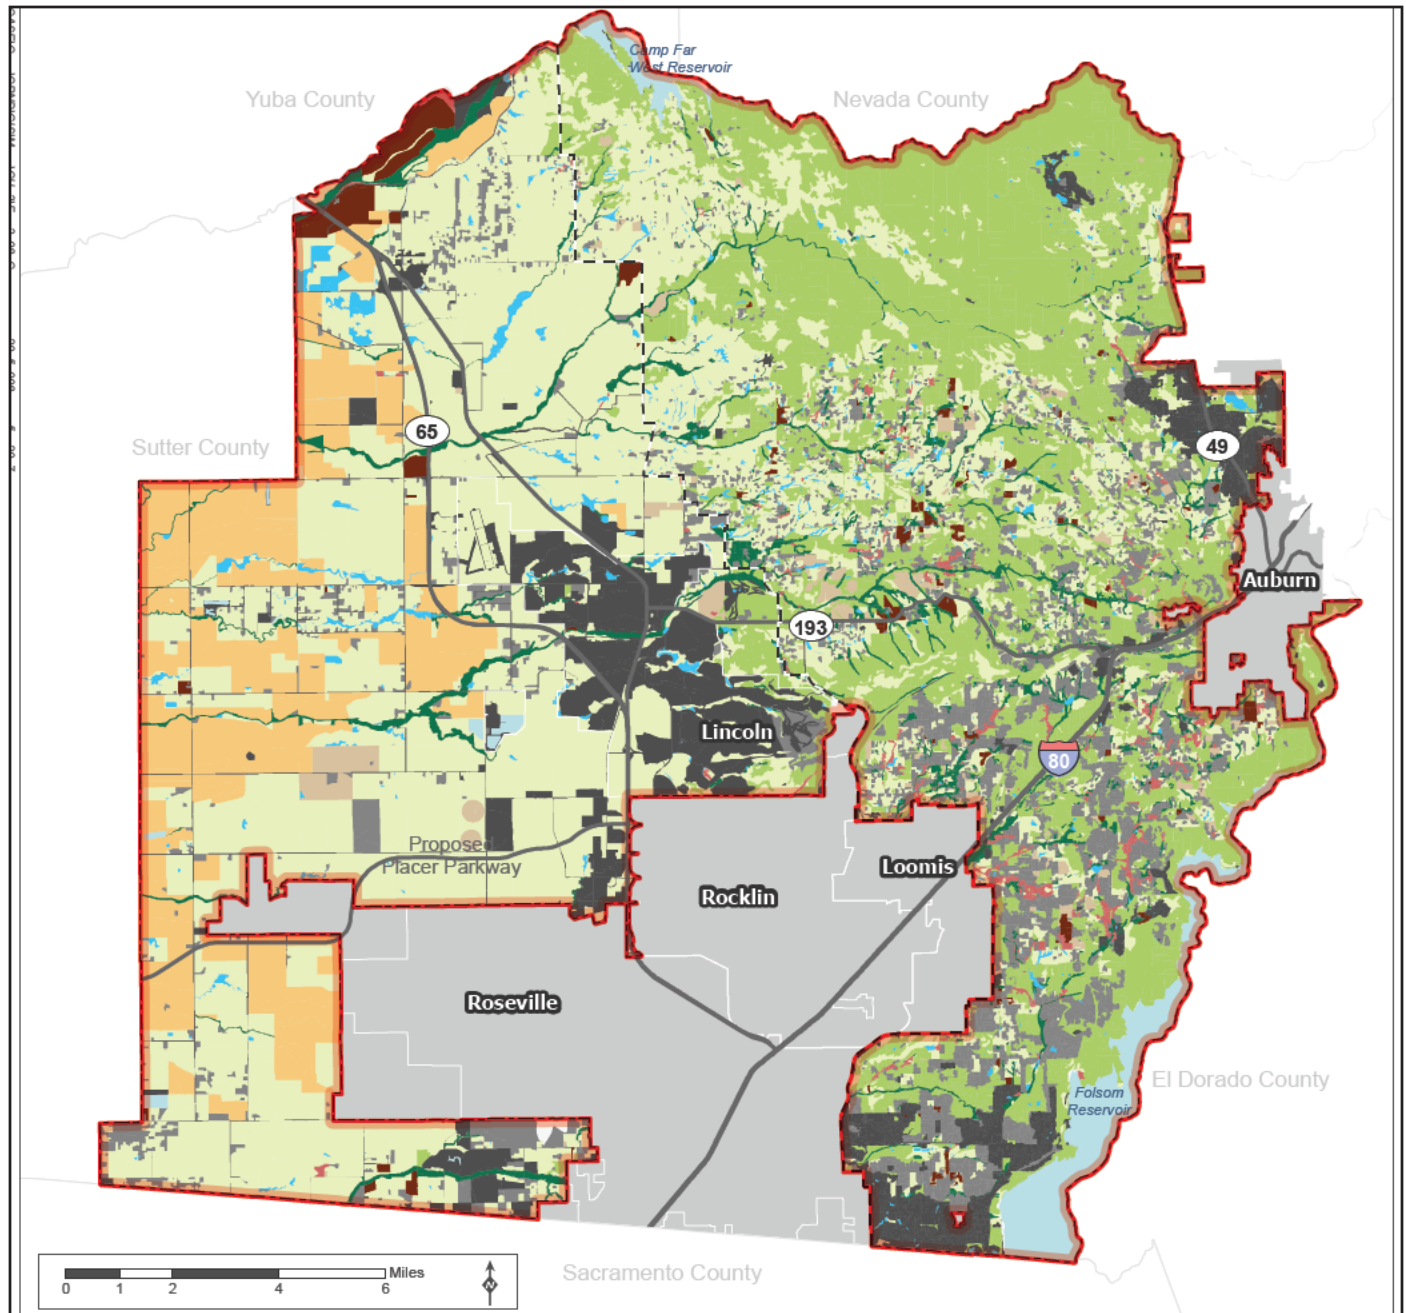 Camp Far
West Reservoir
Yuba County
Nevada County
65
Sutter County
49
Auburn
193
Lincoln
80
Proposed
Placer Parkway
Loomis
Rocklin
Roseville
El Dorado County
Folsom
Reservoir
Miles
0 1 2 4 6
N
Sacramento County